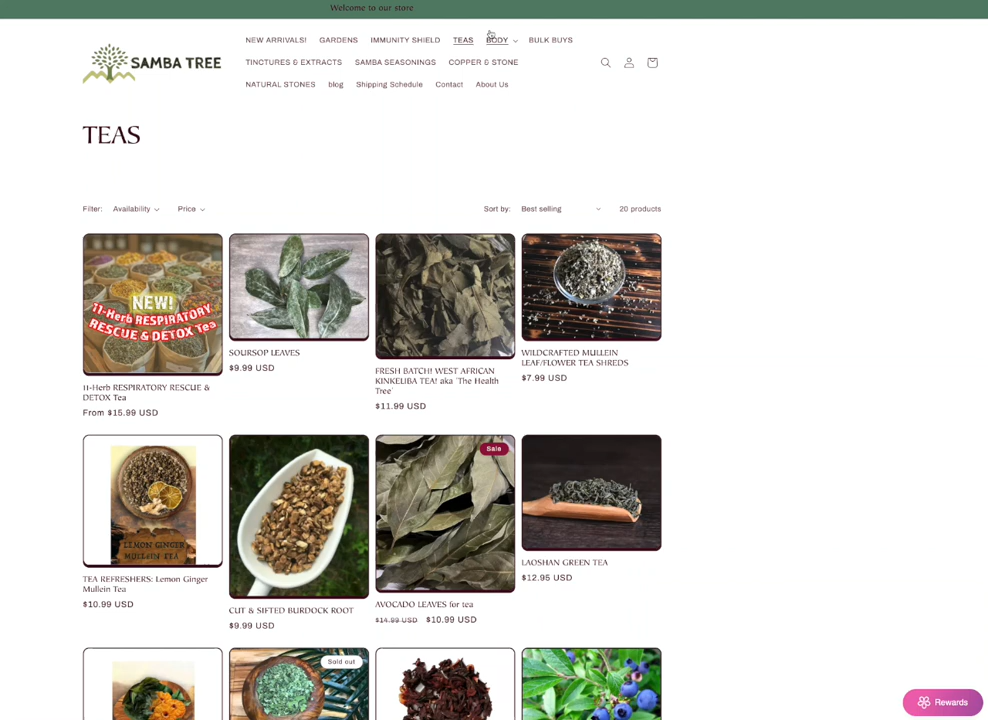 Welcome to our store
SAMBA TREE
NEW ARRIVALS! GARDENS IMMUNITY SHIELD TEAS BODY BULK BUYS
TINCTURES & EXTRACTS SAMBA SEASONINGS COPPER & STONE
NATURAL STONES blog Shipping Schedule Contact About Us
TEAS
Filter: Availability Price Sort by: Best selling 20 products
NEW!
11-Herb RESPIRATORY
RESCUE & DETOX Tea
11-Herb RESPIRATORY RESCUE &
DETOX Tea
From $15.99 USD
SOURSOP LEAVES
$9.99 USD
FRESH BATCH! WEST AFRICAN
KINKELIBA TEA! aka 'The Health
Tree'
$11.99 USD
WILDCRAFTED MULLEIN
LEAF/FLOWER TEA SHREDS
$7.99 USD
LEMON GINGER
MULLEIN TEA
TEA REFRESHERS: Lemon Ginger
Mullein Tea
$10.99 USD
CUT & SIFTED BURDOCK ROOT
$9.99 USD
Sale
AVOCADO LEAVES for tea
$14.99 USD $10.99 USD
LAOSHAN GREEN TEA
$12.95 USD
Sold out
Rewards